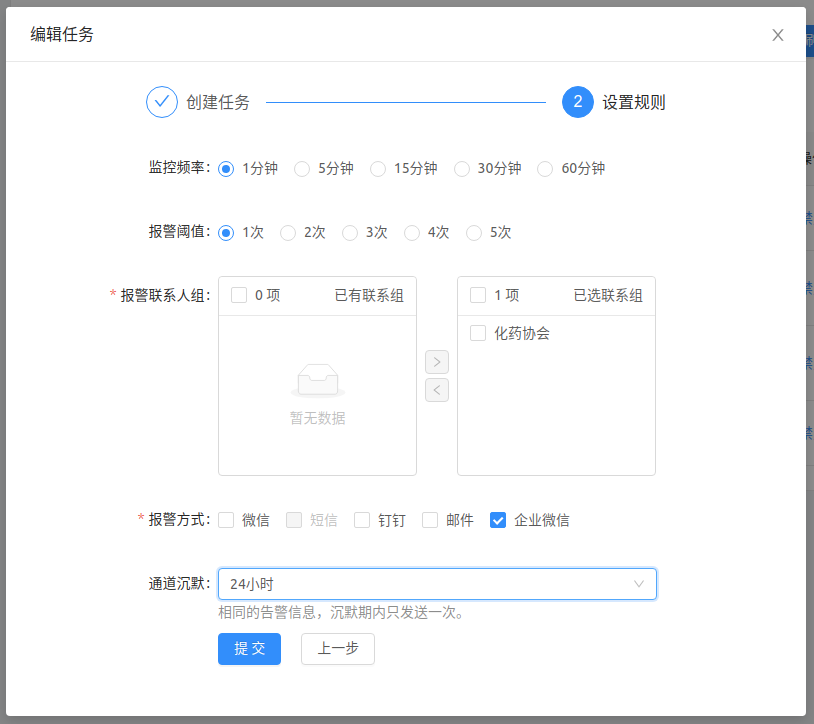 编辑任务
创建任务
2 设置规则
监控频率: 1分钟 5分钟 15分钟 30分钟 60分钟
报警阈值: 1次 2次 3次 4次 5次
* 报警联系人组: 0 项 已有联系组 1 项 已选联系组
化药协会
暂无数据
* 报警方式: 微信 短信 钉钉 邮件 企业微信
通道沉默: 24小时
相同的告警信息，沉默期内只发送一次。
提 交 上一步